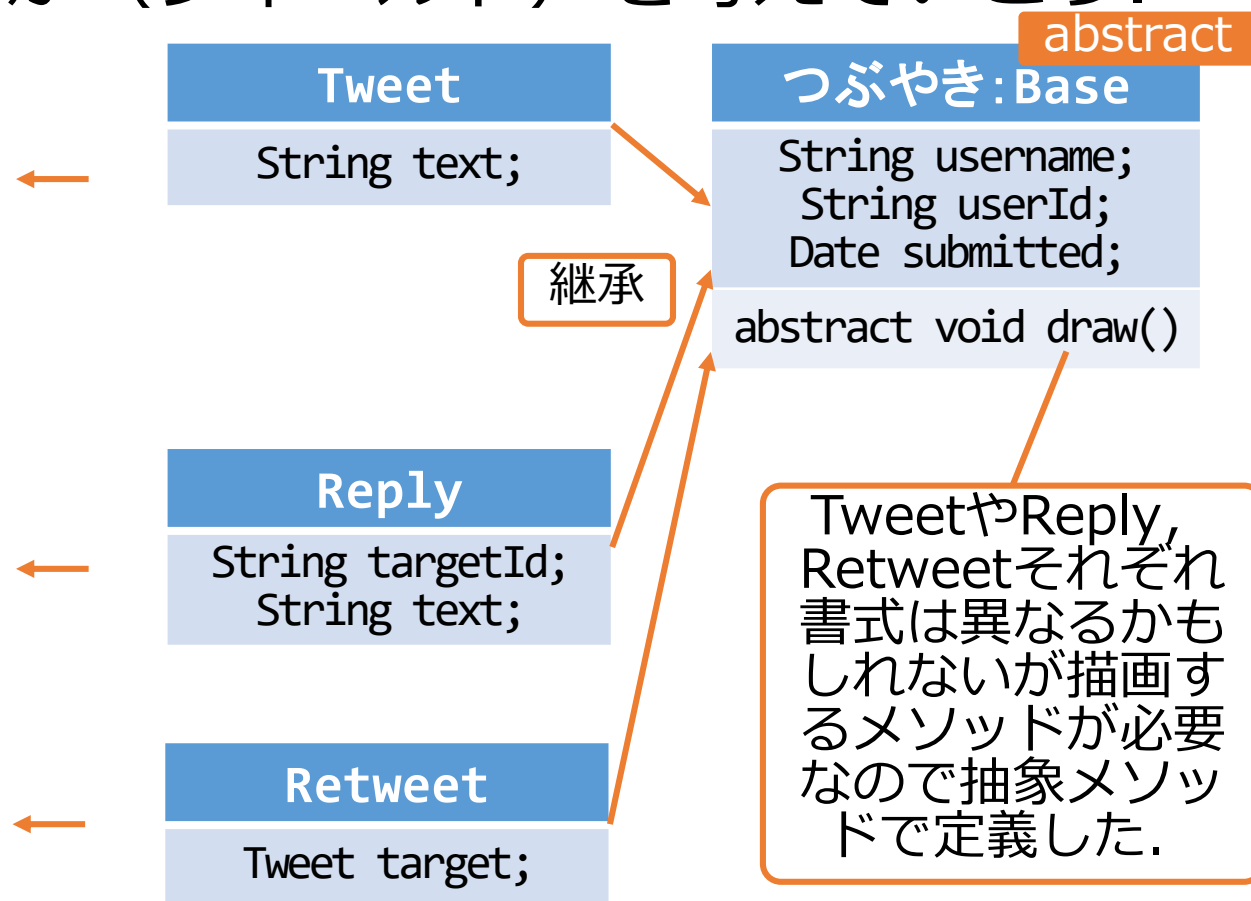 abstract
Tweet
String text;
つぶやき:Base
String username;
String userId;
Date submitted;
abstract void draw()
継承
Reply
String targetId;
String text;
Retweet
Tweet target;
TweetやReply,
Retweetそれぞれ
書式は異なるかも
しれないが描画す
るメソッドが必要
なので抽象メソッ
ドで定義した.